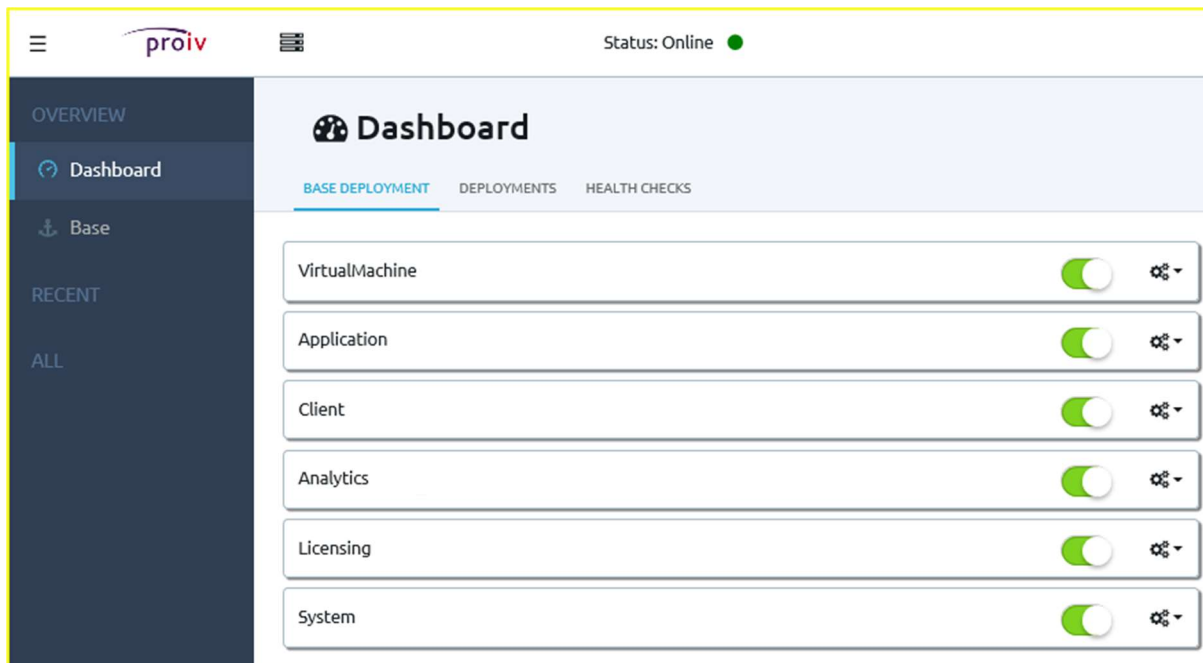 proiv
Status: Online
OVERVIEW
Dashboard
Base
RECENT
ALL
Dashboard
BASE DEPLOYMENT DEPLOYMENTS HEALTH CHECKS
VirtualMachine
Application
Client
Analytics
Licensing
System